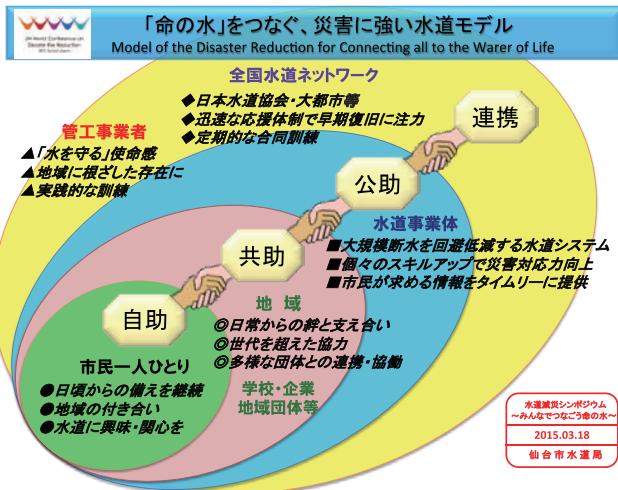 「命の水」をつなぐ、災害に強い水道モデル
Model of the Disaster Reduction for Connecting all to the Warer of Life
UN World Conference on
Disaster Risk Reduction
全国水道ネットワーク
◆日本水道協会・大都市等
◆迅速な応援体制で早期復旧に注力
◆定期的な合同訓練
連携
管工事業者
▲「水を守る」使命感
▲地域に根ざした存在に
▲実践的な訓練
公助
水道事業体
■大規模断水を回避低減する水道システム
■個々のスキルアップで災害対応力向上
■市民が求める情報をタイムリーに提供
共助
地 域
◎日常からの絆と支え合い
◎世代を超えた協力
◎多様な団体との連携・協働
学校・企業
地域団体等
自助
市民一人ひとり
●日頃からの備えを継続
●地域の付き合い
●水道に興味・関心を
水道減災シンポジウム
～みんなでつなごう命の水～
2015.03.18
仙台市水道局